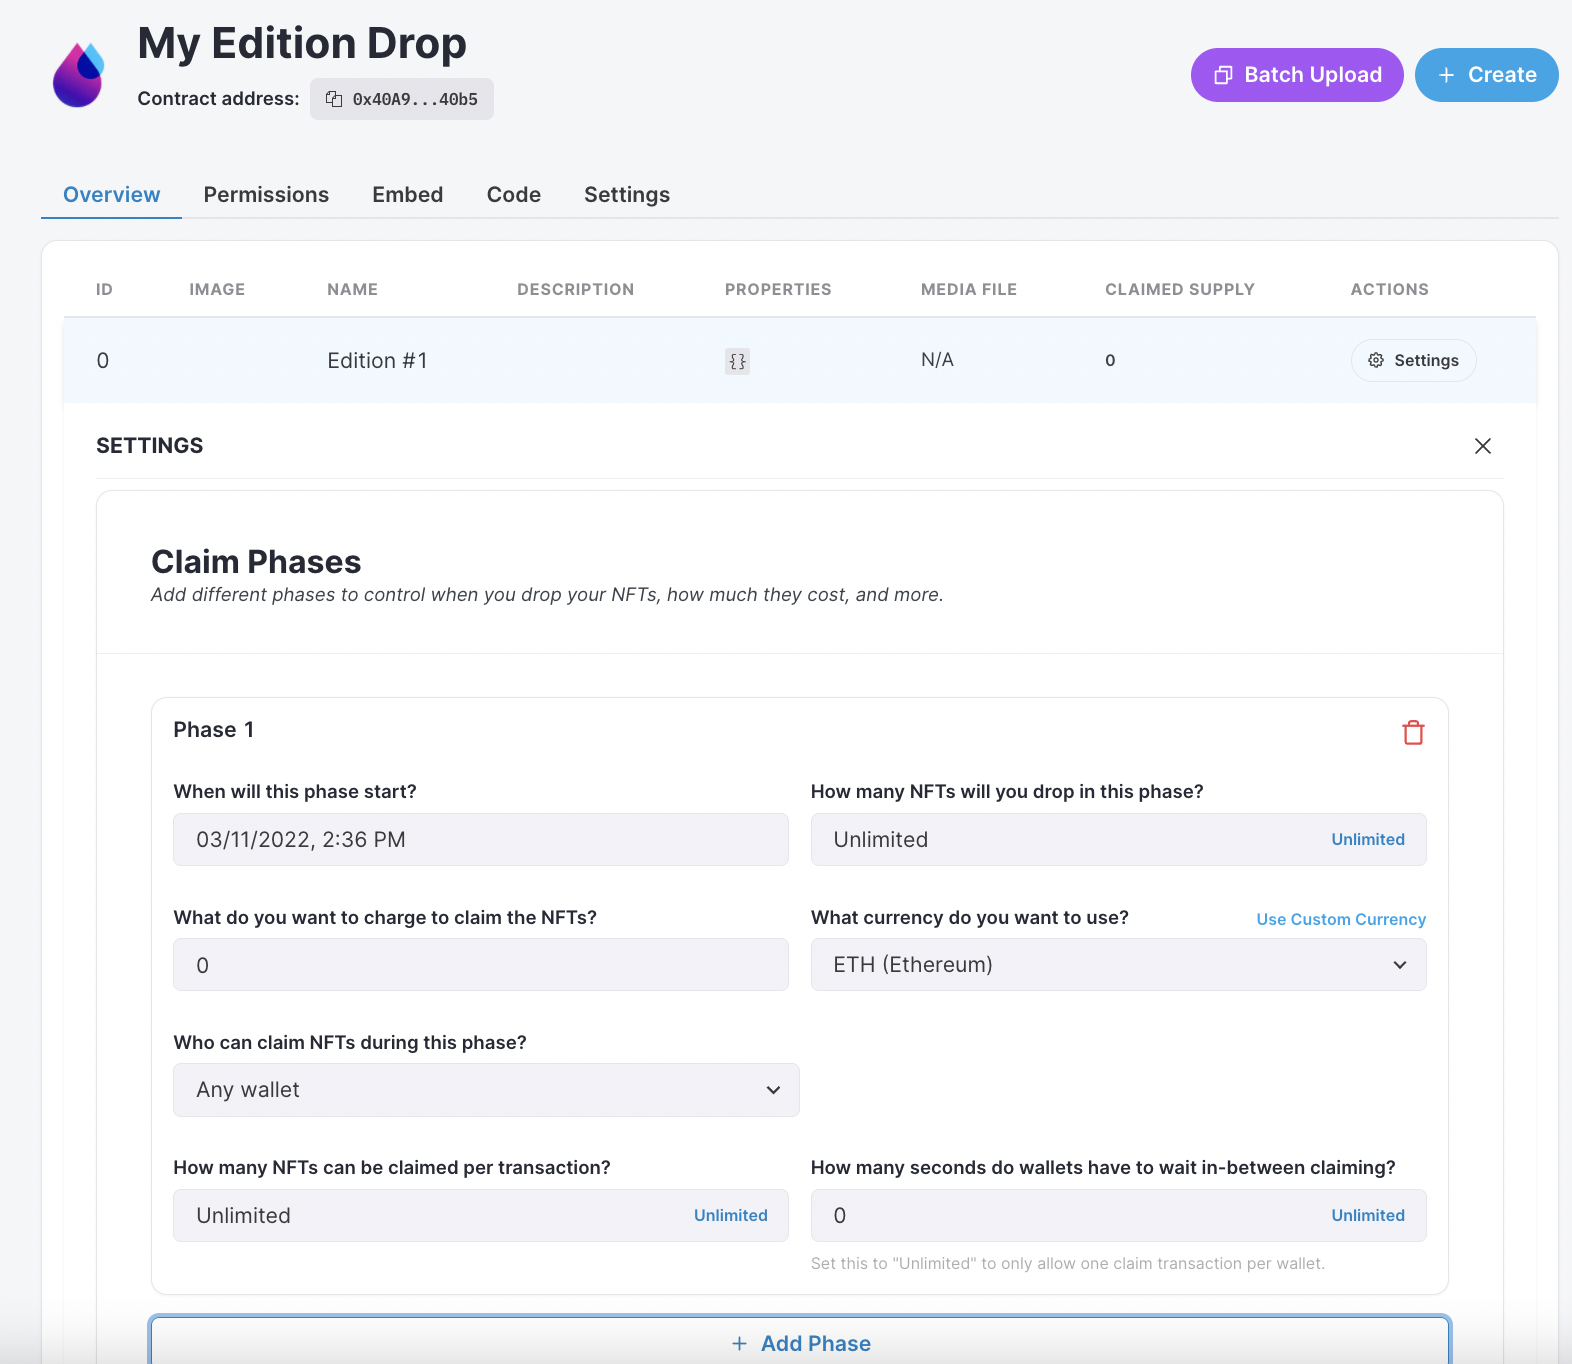 My Edition Drop
Contract address: 0x40A9...40b5
Batch Upload
+ Create
Overview Permissions Embed Code Settings
ID IMAGE NAME DESCRIPTION PROPERTIES MEDIA FILE CLAIMED SUPPLY ACTIONS
0 Edition #1 {} N/A 0 Settings
SETTINGS
Claim Phases
Add different phases to control when you drop your NFTs, how much they cost, and more.
Phase 1
When will this phase start?
03/11/2022, 2:36 PM
How many NFTs will you drop in this phase?
Unlimited Unlimited
What do you want to charge to claim the NFTs?
0
What currency do you want to use? Use Custom Currency
ETH (Ethereum)
Who can claim NFTs during this phase?
Any wallet
How many NFTs can be claimed per transaction?
Unlimited Unlimited
How many seconds do wallets have to wait in-between claiming?
0 Unlimited
Set this to "Unlimited" to only allow one claim transaction per wallet.
+ Add Phase